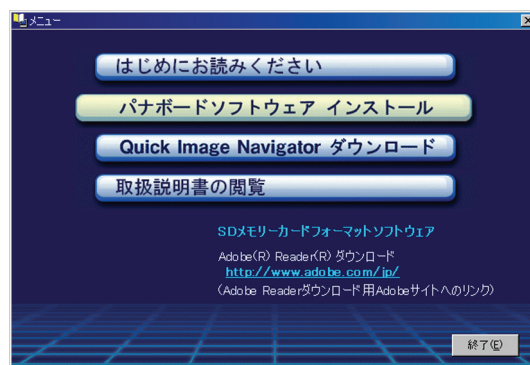 メニュー
はじめにお読みください
パナボードソフトウェア インストール
Quick Image Navigator ダウンロード
取扱説明書の閲覧
SDメモリーカードフォーマットソフトウェア
Adobe(R) Reader(R) ダウンロード
http://www.adobe.com/jp/
(Adobe Readerダウンロード用Adobeサイトへのリンク)
終了(E)